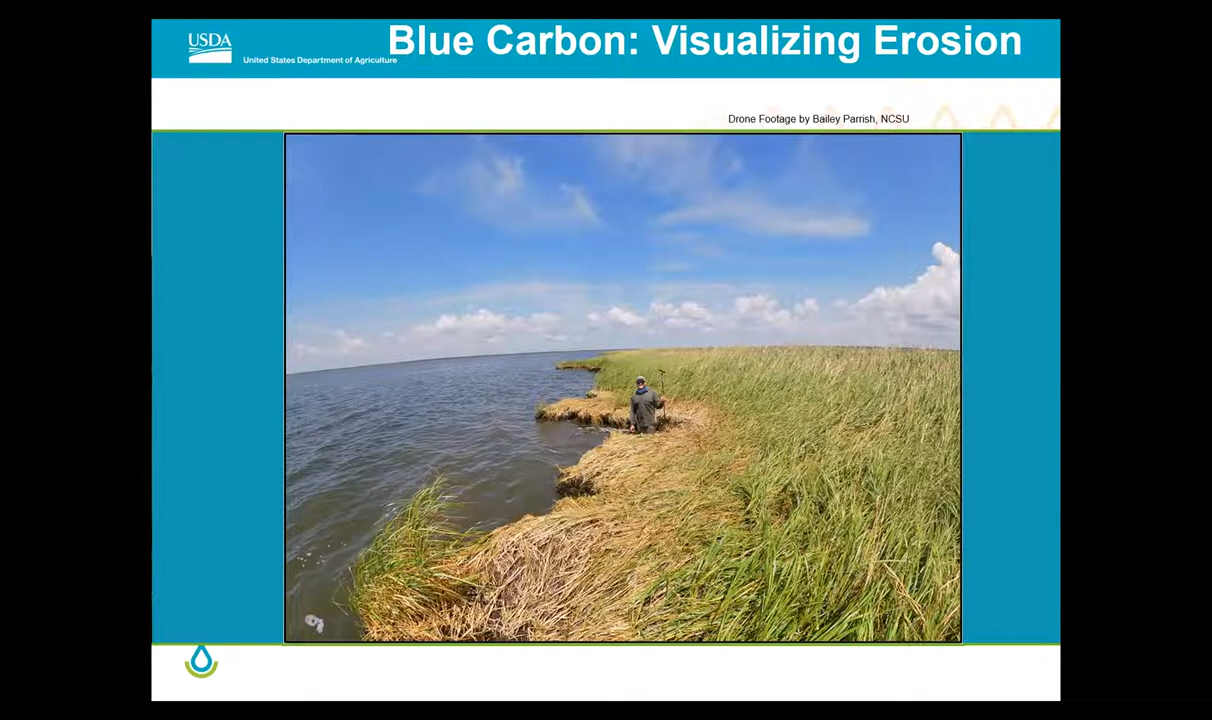 Blue Carbon: Visualizing Erosion
USDA
United States Department of Agriculture
Drone Footage by Bailey Parrish, NCSU